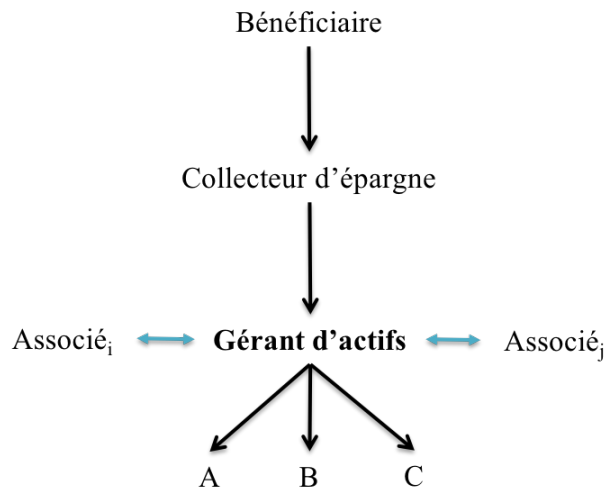 Bénéficiaire
Collecteur d’épargne
Associéᵢ Gérant d’actifs Associéⱼ
A B C